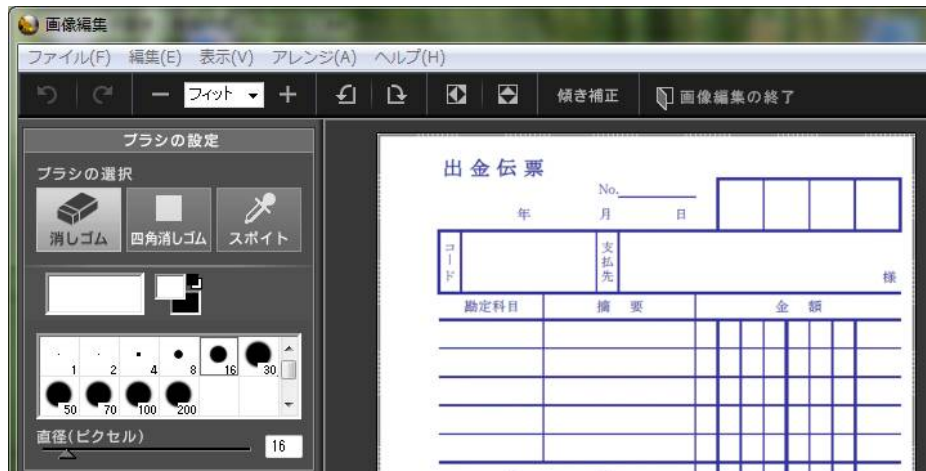 画像編集
ファイル(F) 編集(E) 表示(V) アレンジ(A) ヘルプ(H)
フィット 傾き補正 画像編集の終了
ブラシの設定
ブラシの選択
消しゴム 四角消しゴム スポイト
1 2 4 8 16 30
50 70 100 200
直径(ピクセル)
16
出金伝票
No.
年 月 日
コード 支払先 様
勘定科目 摘要 金額